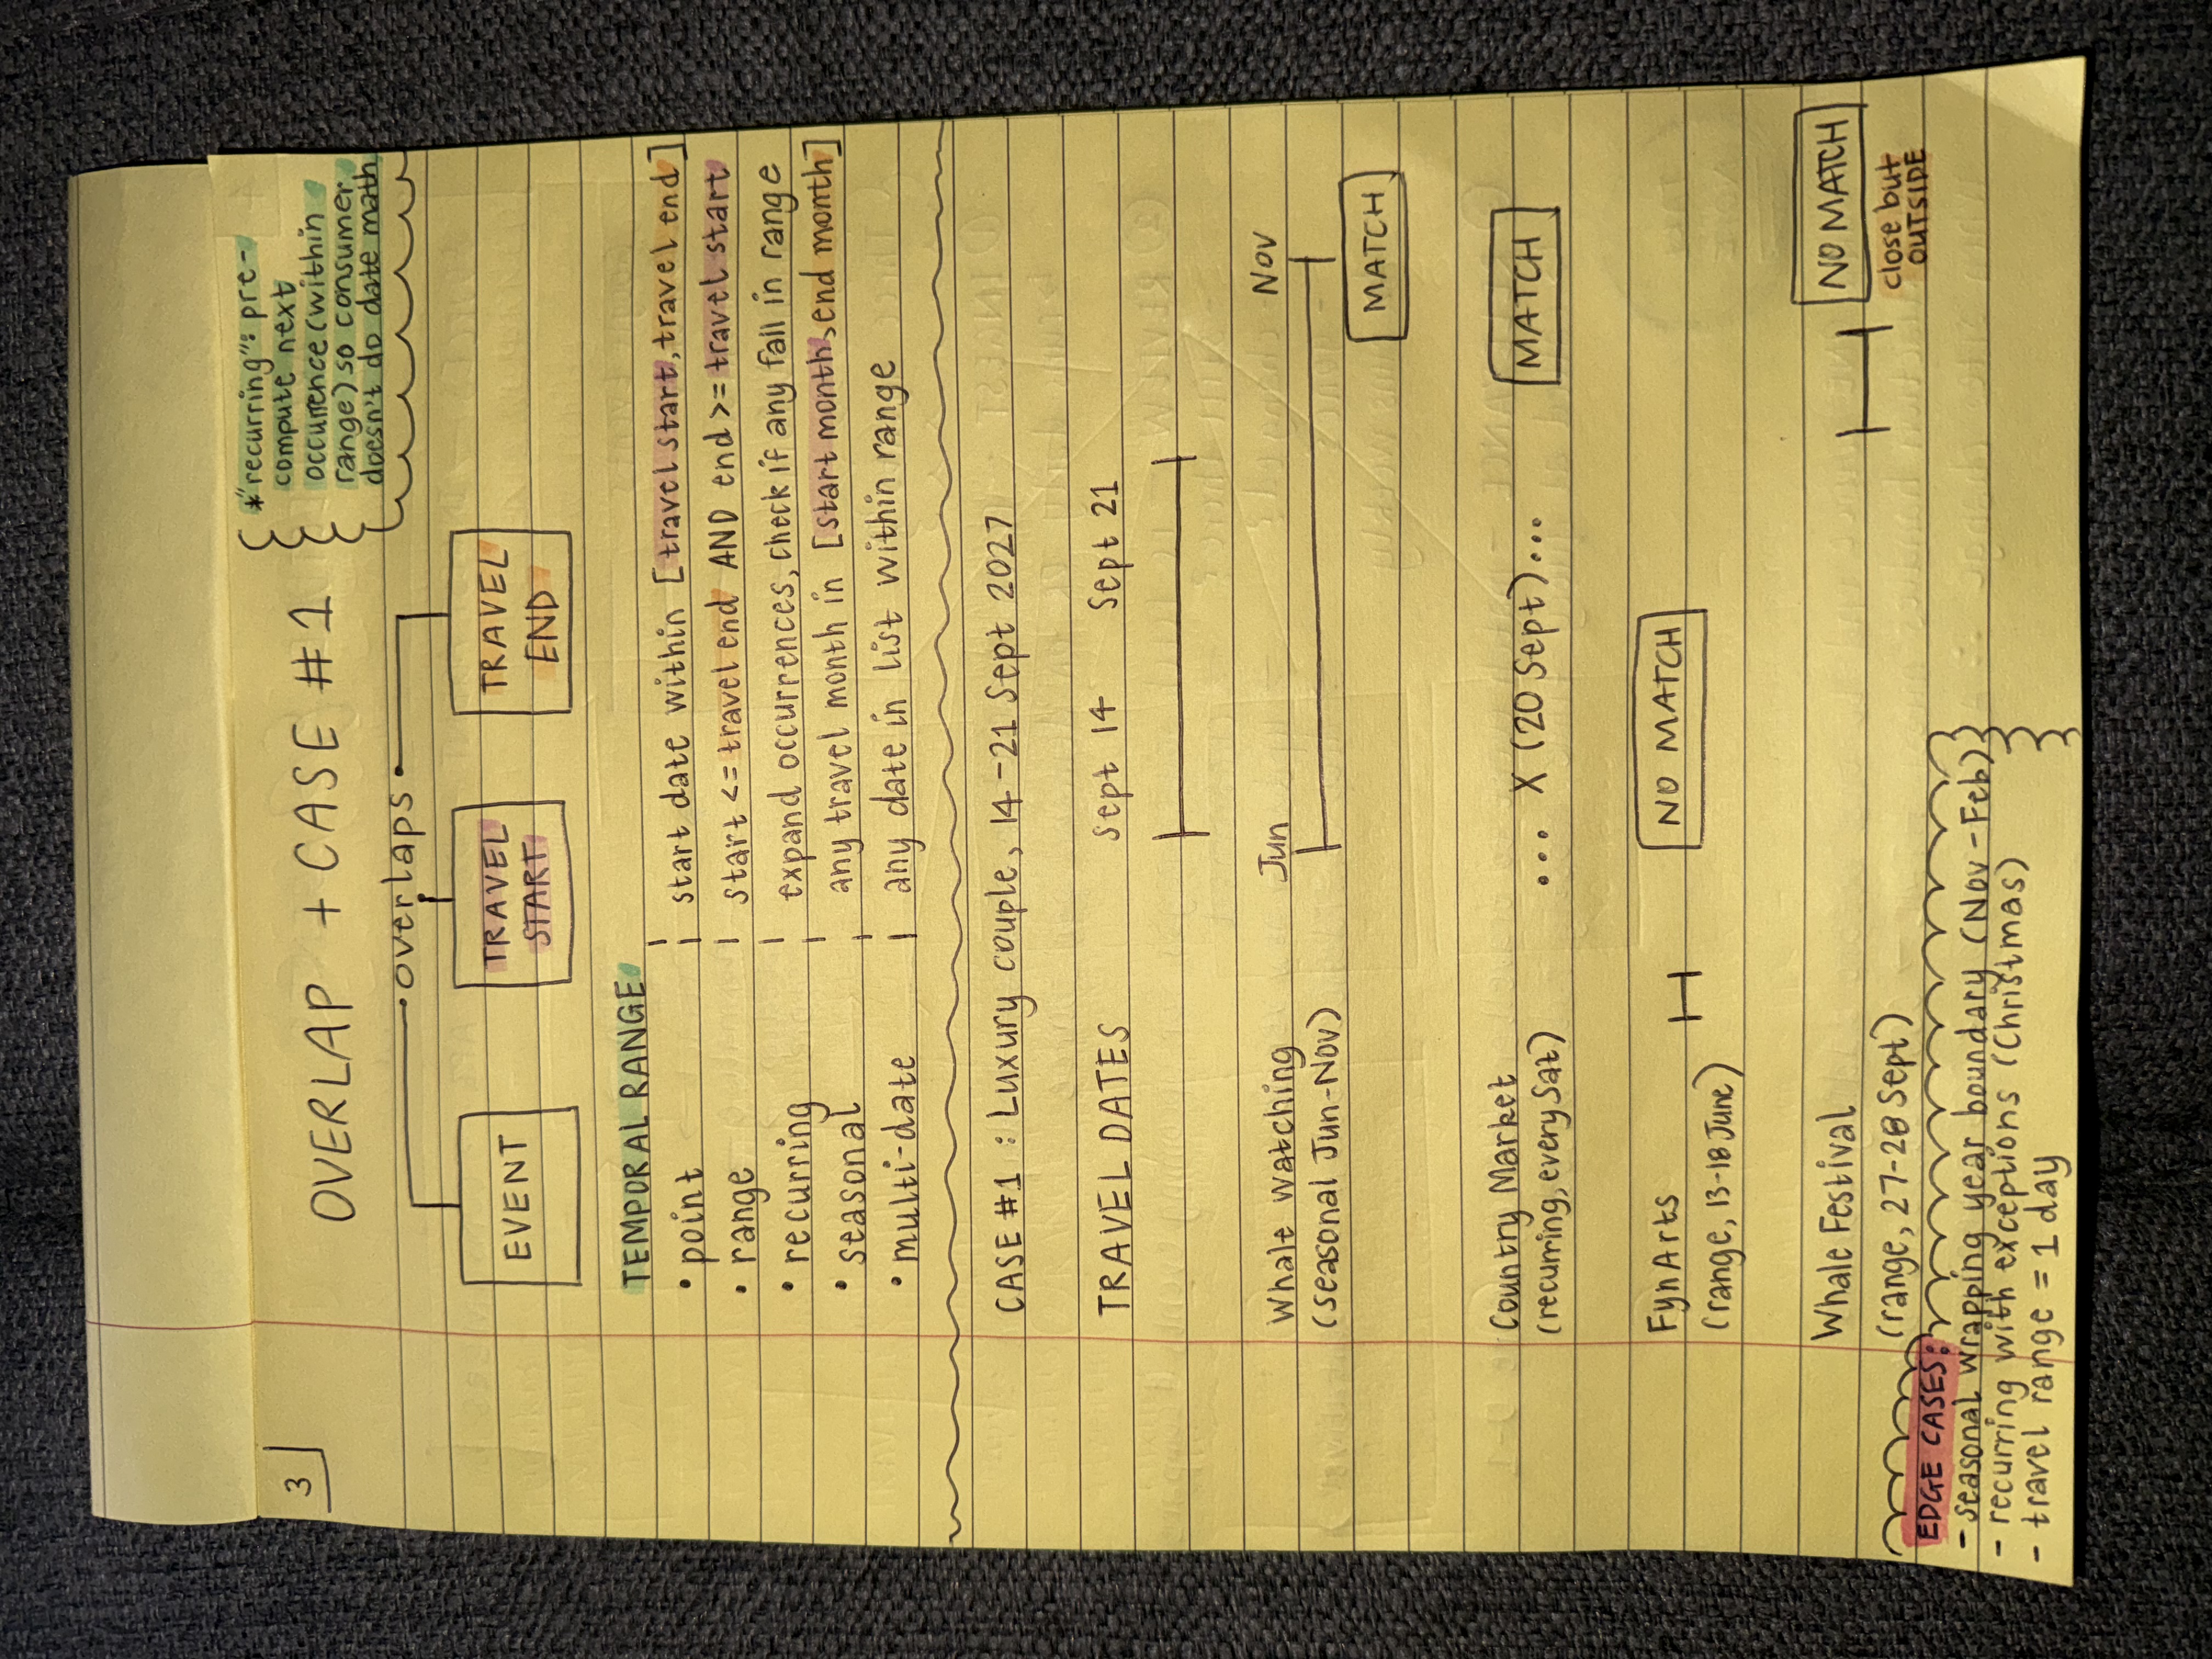 3
*"recurring": pre-
compute next
occurrence (within
range) so consumer
doesn't do date math
OVERLAP + CASE #1
overlaps
EVENT
TRAVEL
START
TRAVEL
END
TEMPORAL RANGE
• point | start date within [travel start, travel end]
• range | start <= travel end AND end >= travel start
• recurring | expand occurrences, check if any fall in range
• seasonal | any travel month in [start month, end month]
• multi-date | any date in list within range
CASE #1 : Luxury couple, 14-21 Sept 2027
TRAVEL DATES Sept 14 Sept 21
Whale watching Jun Nov
(seasonal Jun-Nov)
MATCH
Country Market
(recurring, every Sat) ... X (20 Sept)... MATCH
FynArts NO MATCH
(range, 13-18 June)
Whale Festival NO MATCH
(range, 27-28 Sept) close but
OUTSIDE
EDGE CASES:
- seasonal wrapping year boundary (Nov-Feb)
- recurring with exceptions (Christmas)
- travel range = 1 day